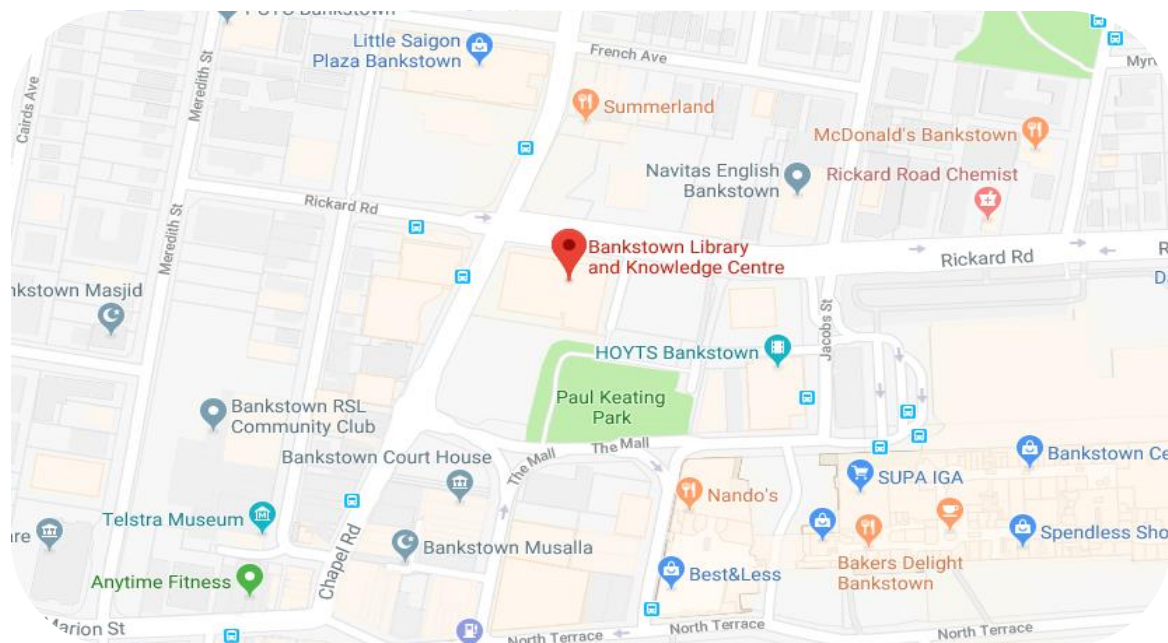 Bankstown
Little Saigon
Plaza Bankstown
French Ave
Meredith St
Cairds Ave
Summerland
McDonald's Bankstown
Navitas English
Bankstown
Rickard Road Chemist
Rickard Rd
Bankstown Library
and Knowledge Centre
Rickard Rd
Meredith St
nkstown Masjid
Jacobs St
HOYTS Bankstown
Paul Keating
Park
Bankstown RSL
Community Club
The Mall
The Mall
Bankstown Court House
Bankstown Ce
SUPA IGA
Nando's
Telstra Museum
Spendless Sho
Bankstown Musalla
Chapel Rd
Bakers Delight
Bankstown
Best&Less
Anytime Fitness
Marion St
North Terrace
North Terrace